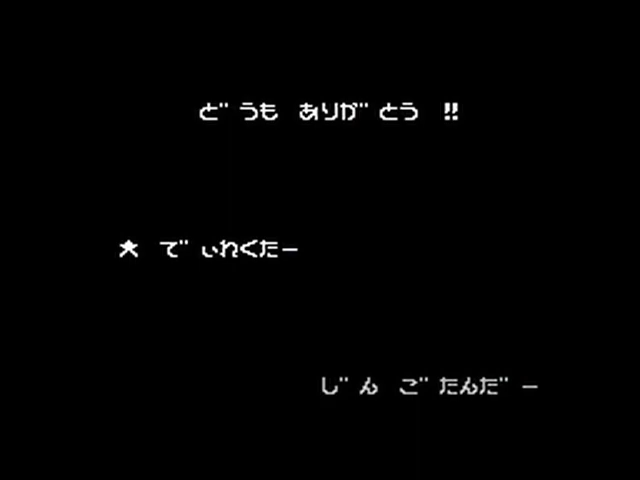 ど うも ありが とう ‼
★ で ぃれくたー
じ ん ご たんだ ー